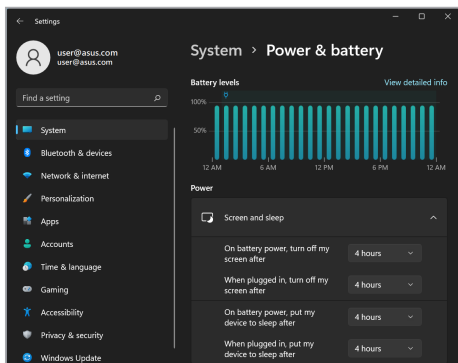 Settings
user@asus.com
user@asus.com
Find a setting
System
Bluetooth & devices
Network & internet
Personalization
Apps
Accounts
Time & language
Gaming
Accessibility
Privacy & security
Windows Update
System > Power & battery
Battery levels
View detailed info
100%
50%
12 AM 6 AM 12 PM 6 PM 12 AM
Power
Screen and sleep
On battery power, turn off my
screen after
4 hours
When plugged in, turn off my
screen after
4 hours
On battery power, put my
device to sleep after
4 hours
When plugged in, put my
device to sleep after
4 hours